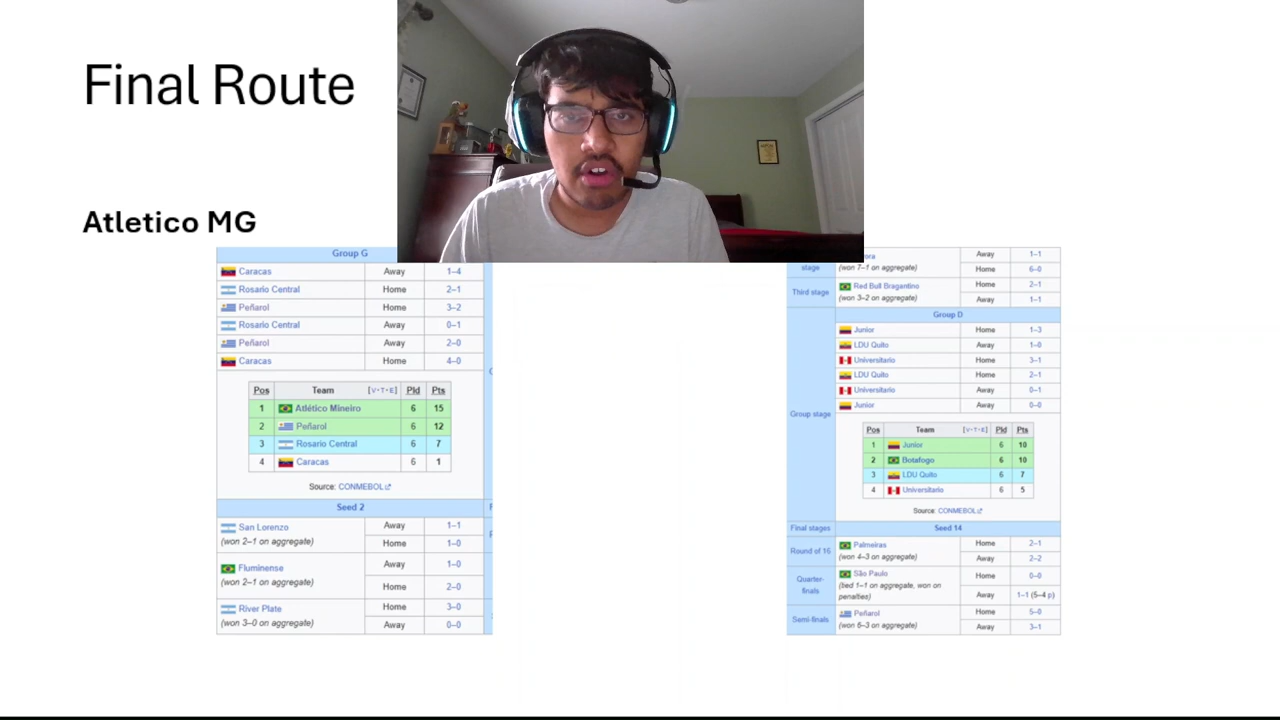 Final Route
Atletico MG
Group G
Caracas Away 1–4
Rosario Central Home 2–1
Peñarol Home 3–2
Rosario Central Away 0–1
Peñarol Away 2–0
Caracas Home 4–0
Pos Team [V·T·E] Pld Pts
1 Atlético Mineiro 6 15
2 Peñarol 6 12
3 Rosario Central 6 7
4 Caracas 6 1
Source: CONMEBOL
Seed 2
San Lorenzo Away 1–1
(won 2–1 on aggregate) Home 1–0
Fluminense Away 1–0
(won 2–1 on aggregate) Home 2–0
River Plate Home 3–0
(won 3–0 on aggregate) Away 0–0
Away 1–1
stage (won 7–1 on aggregate) Home 6–0
Third stage Red Bull Bragantino Home 2–1
(won 3–2 on aggregate) Away 1–1
Group D
Junior Home 1–3
LDU Quito Away 1–0
Universitario Home 3–1
LDU Quito Home 2–1
Universitario Away 0–1
Junior Away 0–0
Group stage
Pos Team [V·T·E] Pld Pts
1 Junior 6 10
2 Botafogo 6 10
3 LDU Quito 6 7
4 Universitario 6 5
Source: CONMEBOL
Final stages Seed 14
Round of 16 Palmeiras Home 2–1
(won 4–3 on aggregate) Away 2–2
Quarter-
finals
São Paulo Home 0–0
(tied 1–1 on aggregate, won on
penalties) Away 1–1 (5–4 p)
Semi-finals Peñarol Home 5–0
(won 6–3 on aggregate) Away 3–1